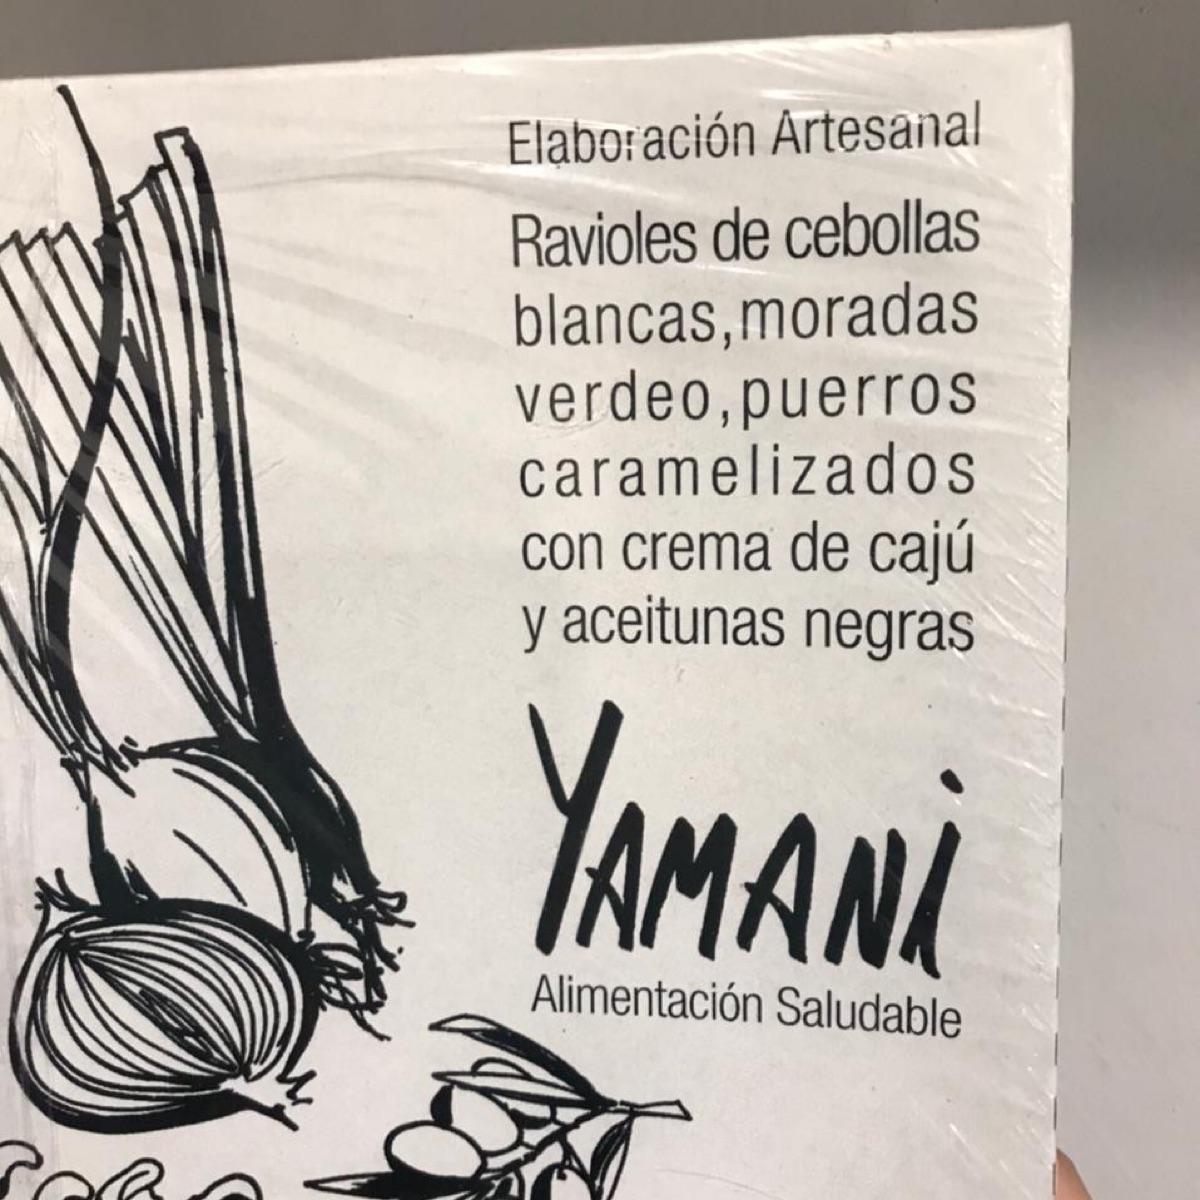 Elaboración Artesanal
Ravioles de cebollas
blancas, moradas
verdeo, puerros
caramelizados
con crema de cajú
y aceitunas negras
YAMANi
Alimentación Saludable